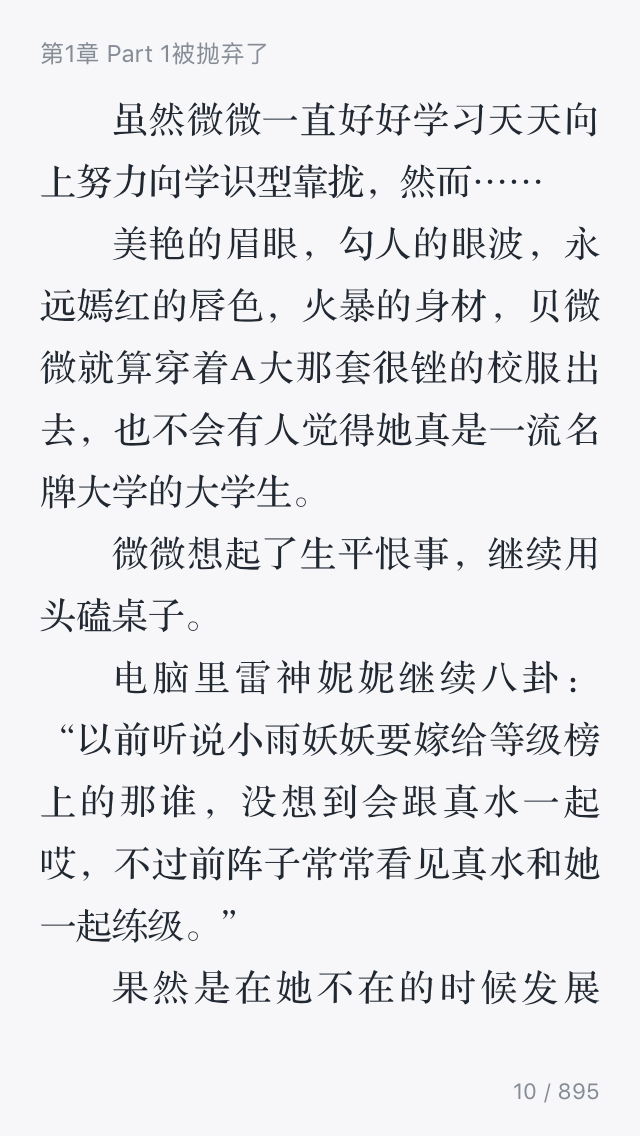 第1章 Part 1被抛弃了
虽然微微一直好好学习天天向
上努力向学识型靠拢，然而……
美艳的眉眼，勾人的眼波，永
远嫣红的唇色，火暴的身材，贝微
微就算穿着A大那套很锉的校服出
去，也不会有人觉得她真是一流名
牌大学的大学生。
微微想起了生平恨事，继续用
头磕桌子。
电脑里雷神妮妮继续八卦：
“以前听说小雨妖妖要嫁给等级榜
上的那谁，没想到会跟真水一起
哎，不过前阵子常常看见真水和她
一起练级。”
果然是在她不在的时候发展
10 / 895